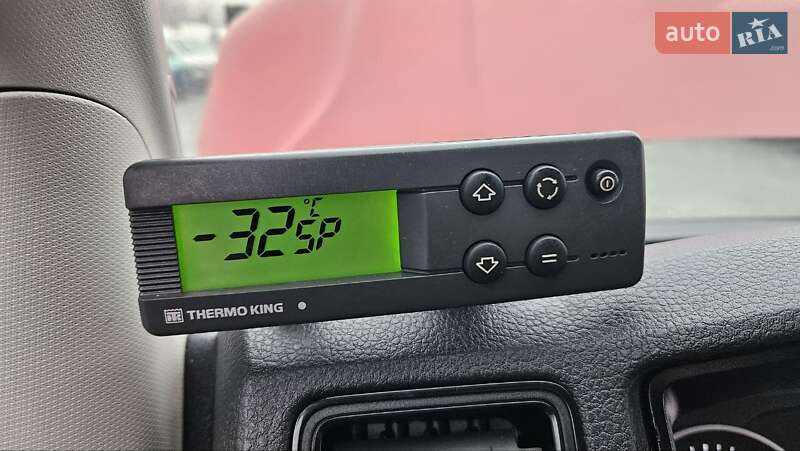 auto RIA
.com
-32 °C SP
THERMO KING